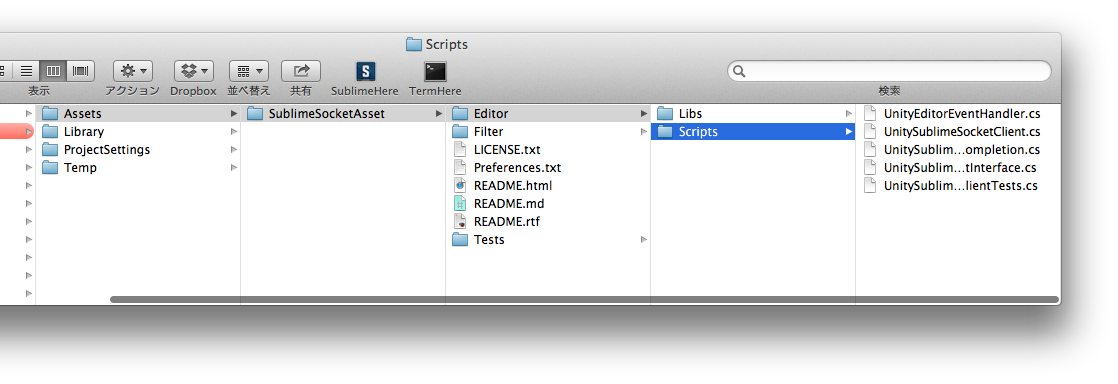 Scripts
表示
アクション
Dropbox
並べ替え
共有
SublimeHere
TermHere
検索
Assets
Library
ProjectSettings
Temp
SublimeSocketAsset
Editor
Filter
LICENSE.txt
Preferences.txt
README.html
README.md
README.rtf
Tests
Libs
Scripts
UnityEditorEventHandler.cs
UnitySublimeSocketClient.cs
UnitySublim...ompletion.cs
UnitySublim...tInterface.cs
UnitySublim...lientTests.cs